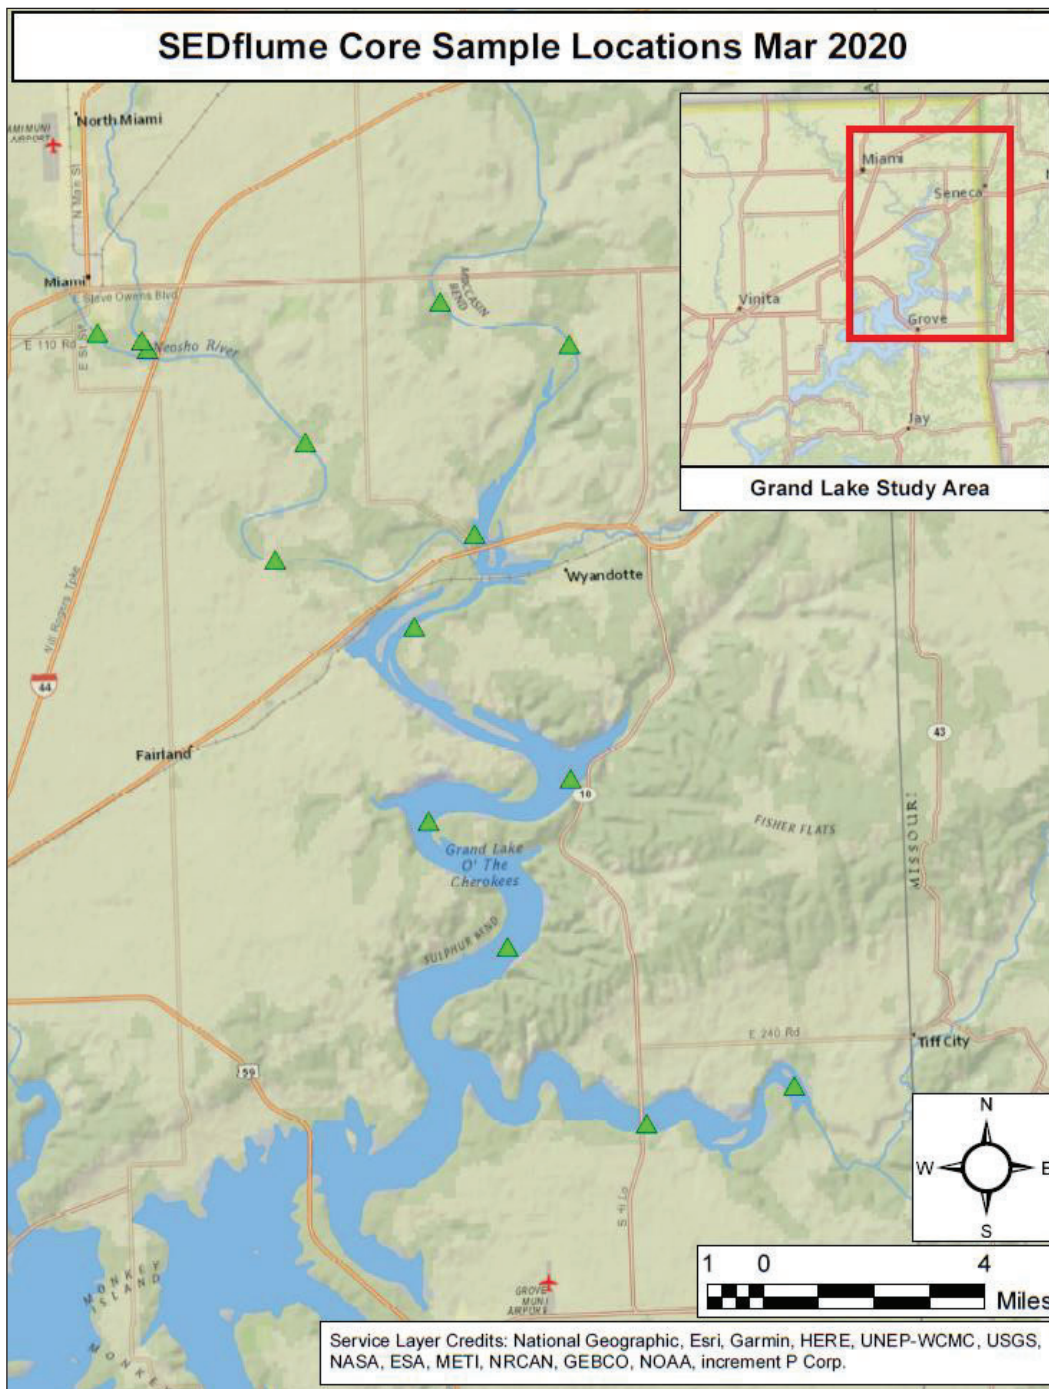 SEDflume Core Sample Locations Mar 2020
North Miami
AMI MUNI
AIRPORT
N Main St
Miami
E Steve Owens Blvd
E 110 Rd
Neosho River
MOCCASIN
BEND
Miami
Seneca
Vinita
Grove
Jay
Grand Lake Study Area
Wyandotte
44
Fairland
10
43
FISHER FLATS
MISSOURI
Grand Lake
O' The
Cherokees
SULPHUR BEND
E 240 Rd
Tiff City
59
N
W
E
S
MONKEY
ISLAND
GROVE
MUNI
AIRPORT
1 0 4
Miles
Service Layer Credits: National Geographic, Esri, Garmin, HERE, UNEP-WCMC, USGS,
NASA, ESA, METI, NRCAN, GEBCO, NOAA, increment P Corp.